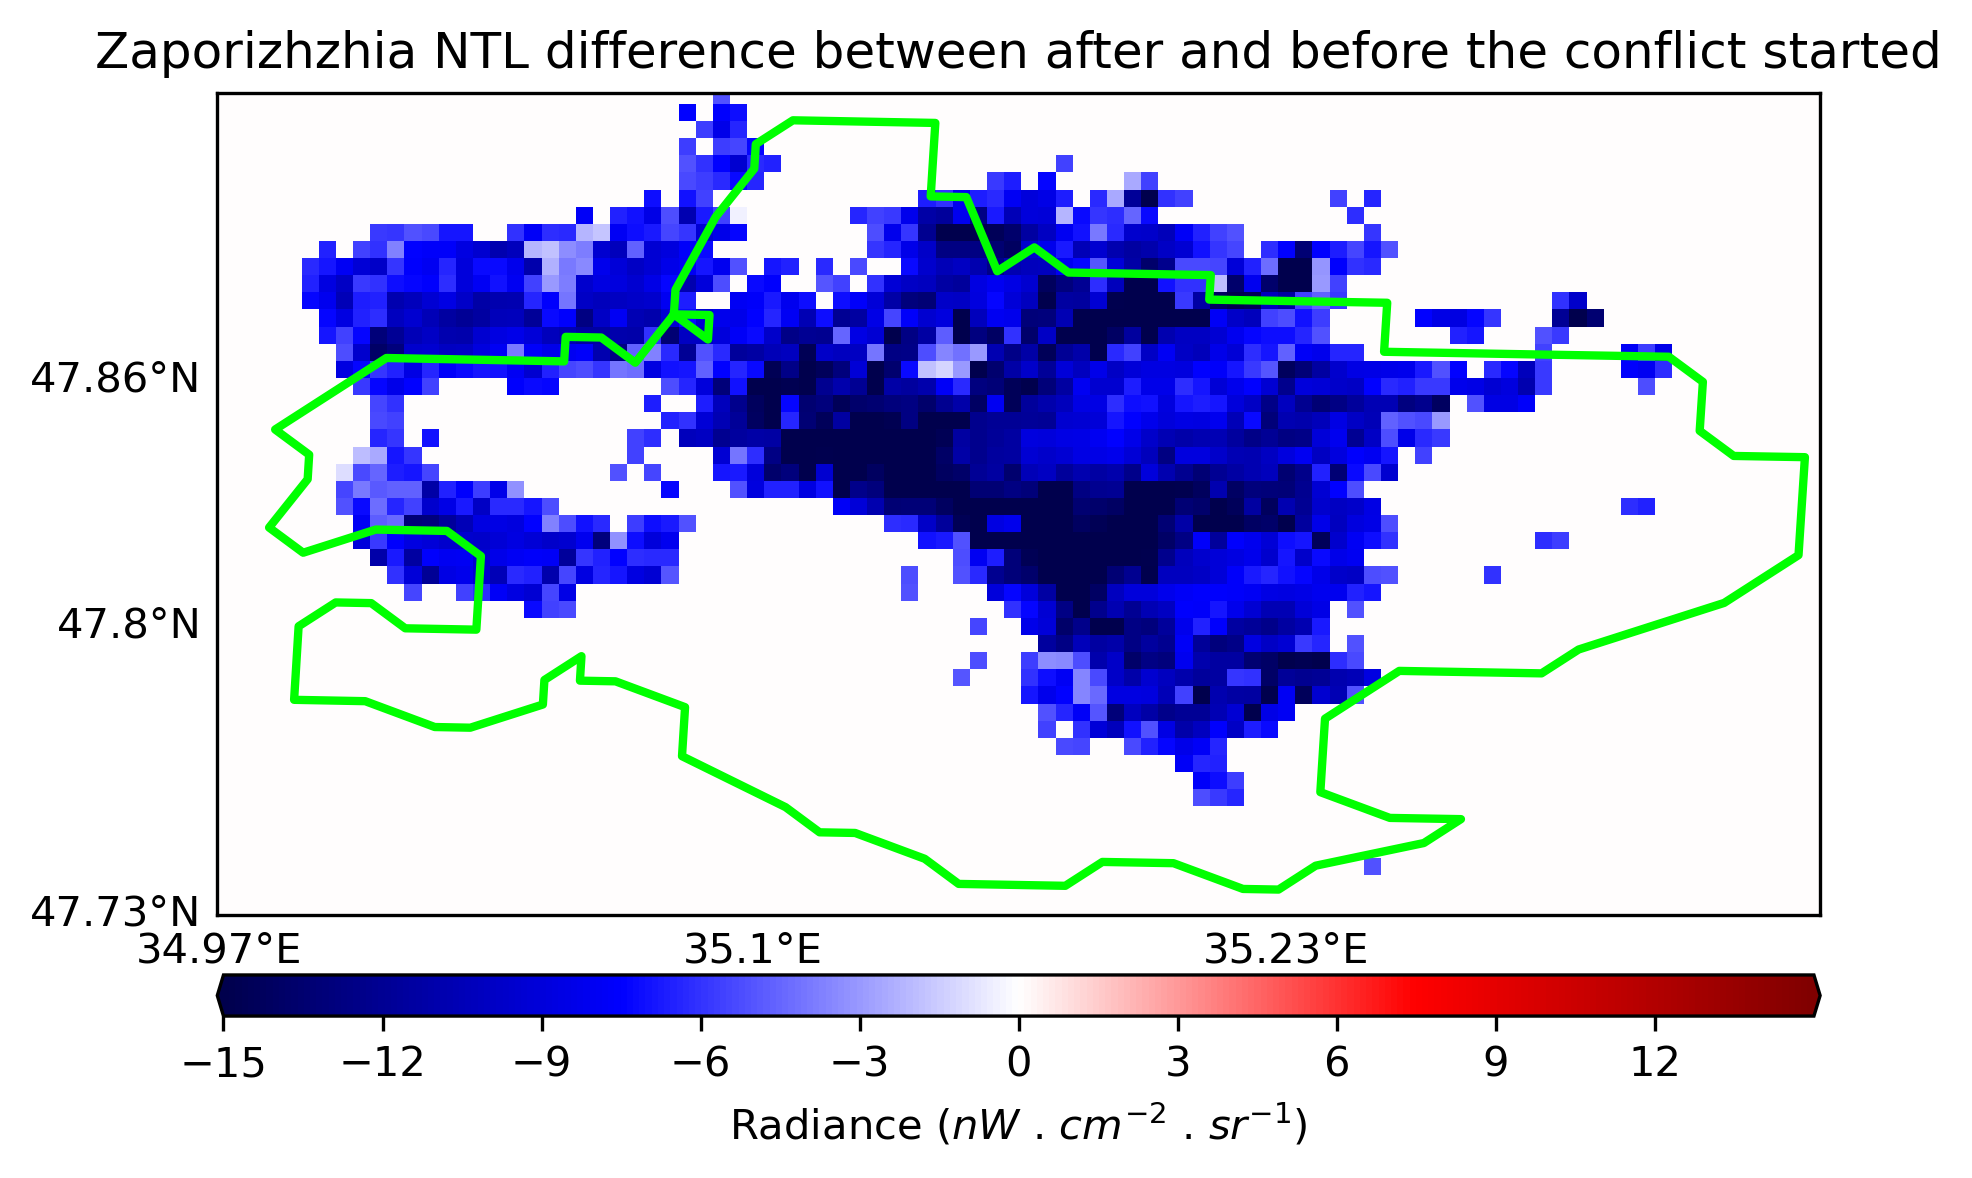 Zaporizhzhia NTL difference between after and before the conflict started
47.86°N
47.8°N
47.73°N
34.97°E 35.1°E 35.23°E
−15 −12 −9 −6 −3 0 3 6 9 12
Radiance (nW . cm⁻² . sr⁻¹)